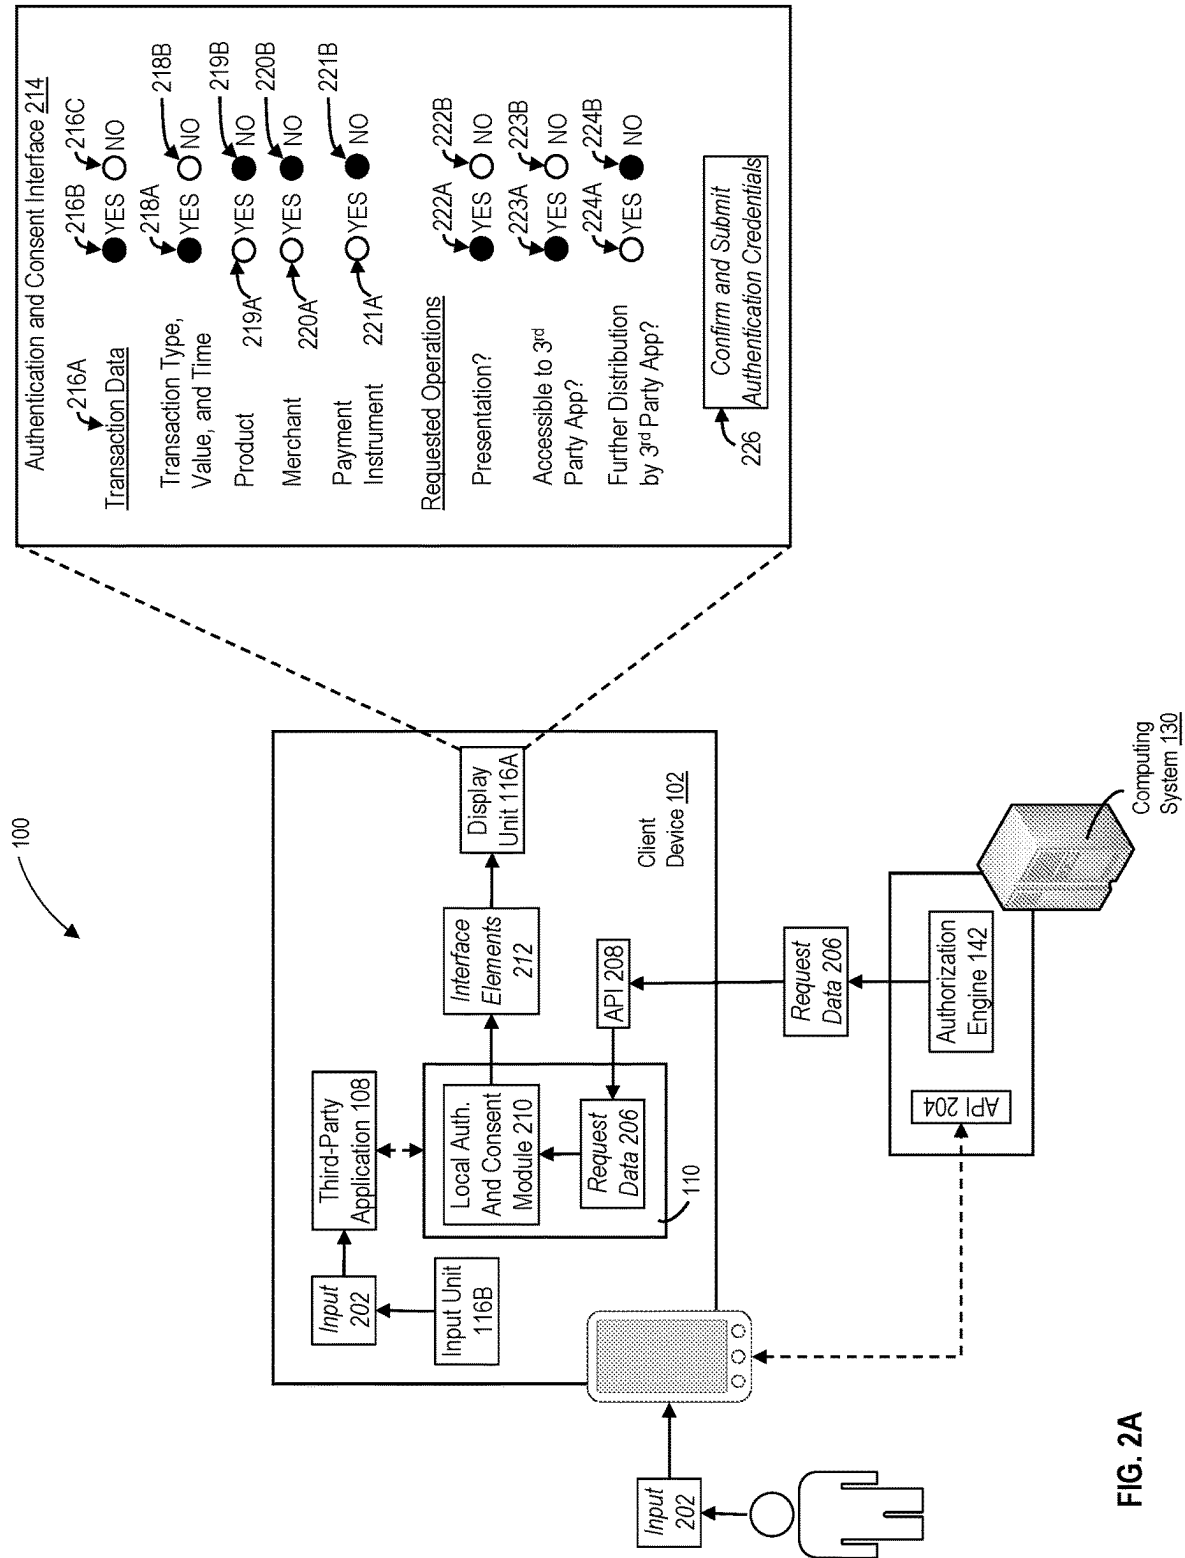 100
Authentication and Consent Interface 214
216A
216B
216C
Transaction Data
YES
NO
218A
218B
Transaction Type,
Value, and Time
YES
NO
219B
Product
219A
YES
NO
220B
Merchant
220A
YES
NO
221B
Payment
Instrument
221A
YES
NO
Requested Operations
222A
222B
Presentation?
YES
NO
223A
223B
Accessible to 3rd
Party App?
YES
NO
224A
224B
Further Distribution
by 3rd Party App?
YES
NO
226
Confirm and Submit
Authentication Credentials
Input
202
Third-Party
Application 108
Input Unit
116B
Local Auth.
And Consent
Module 210
Interface
Elements
212
Display
Unit 116A
Request
Data 206
API 208
110
Client
Device 102
Input
202
Request
Data 206
API 204
Authorization
Engine 142
Computing
System 130
FIG. 2A